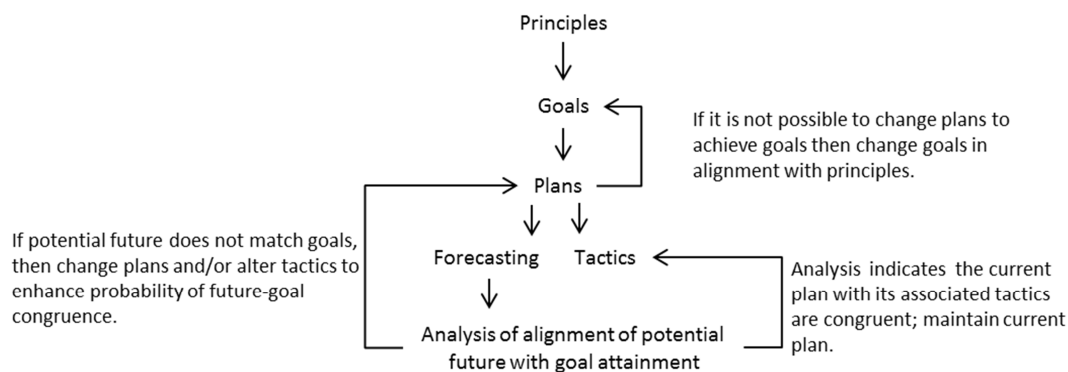 Principles
Goals
If it is not possible to change plans to
achieve goals then change goals in
alignment with principles.
Plans
If potential future does not match goals,
then change plans and/or alter tactics to
enhance probability of future-goal
congruence.
Forecasting
Tactics
Analysis indicates the current
plan with its associated tactics
are congruent; maintain current
plan.
Analysis of alignment of potential
future with goal attainment